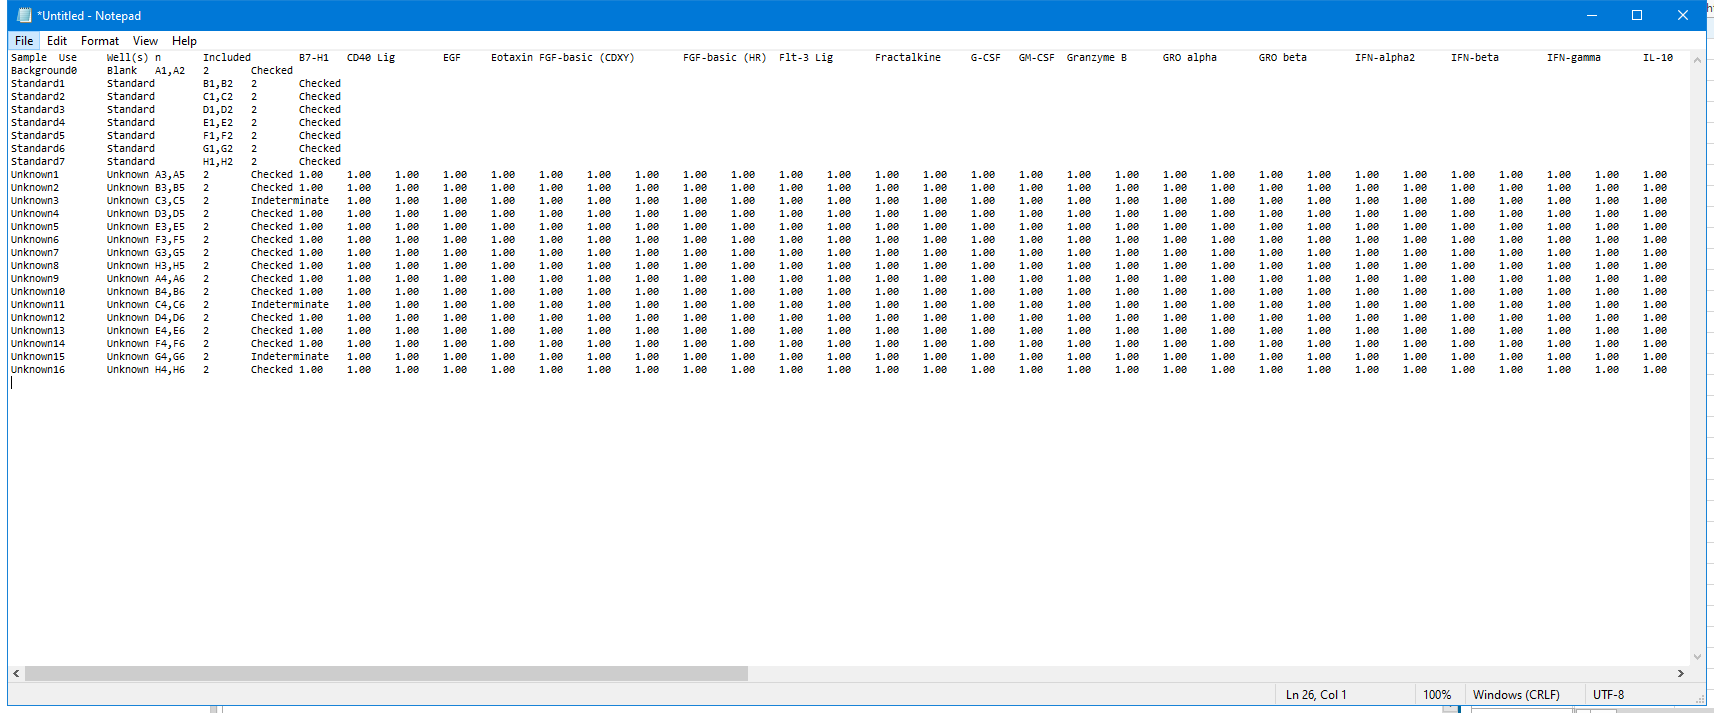 *Untitled - Notepad
File Edit Format View Help
Sample Use Well(s) n Included B7-H1 CD40 Lig EGF Eotaxin FGF-basic (CDXY) FGF-basic (HR) Flt-3 Lig Fractalkine G-CSF GM-CSF Granzyme B GRO alpha GRO beta IFN-alpha2 IFN-beta IFN-gamma IL-10
Background0 Blank A1,A2 2 Checked
Standard1 Standard B1,B2 2 Checked
Standard2 Standard C1,C2 2 Checked
Standard3 Standard D1,D2 2 Checked
Standard4 Standard E1,E2 2 Checked
Standard5 Standard F1,F2 2 Checked
Standard6 Standard G1,G2 2 Checked
Standard7 Standard H1,H2 2 Checked
Unknown1 Unknown A3,A5 2 Checked 1.00 1.00 1.00 1.00 1.00 1.00 1.00 1.00 1.00 1.00 1.00 1.00 1.00 1.00 1.00 1.00 1.00 1.00 1.00 1.00 1.00 1.00 1.00 1.00 1.00 1.00 1.00 1.00 1.00
Unknown2 Unknown B3,B5 2 Checked 1.00 1.00 1.00 1.00 1.00 1.00 1.00 1.00 1.00 1.00 1.00 1.00 1.00 1.00 1.00 1.00 1.00 1.00 1.00 1.00 1.00 1.00 1.00 1.00 1.00 1.00 1.00 1.00 1.00
Unknown3 Unknown C3,C5 2 Indeterminate 1.00 1.00 1.00 1.00 1.00 1.00 1.00 1.00 1.00 1.00 1.00 1.00 1.00 1.00 1.00 1.00 1.00 1.00 1.00 1.00 1.00 1.00 1.00 1.00 1.00 1.00 1.00 1.00
Unknown4 Unknown D3,D5 2 Checked 1.00 1.00 1.00 1.00 1.00 1.00 1.00 1.00 1.00 1.00 1.00 1.00 1.00 1.00 1.00 1.00 1.00 1.00 1.00 1.00 1.00 1.00 1.00 1.00 1.00 1.00 1.00 1.00 1.00
Unknown5 Unknown E3,E5 2 Checked 1.00 1.00 1.00 1.00 1.00 1.00 1.00 1.00 1.00 1.00 1.00 1.00 1.00 1.00 1.00 1.00 1.00 1.00 1.00 1.00 1.00 1.00 1.00 1.00 1.00 1.00 1.00 1.00 1.00
Unknown6 Unknown F3,F5 2 Checked 1.00 1.00 1.00 1.00 1.00 1.00 1.00 1.00 1.00 1.00 1.00 1.00 1.00 1.00 1.00 1.00 1.00 1.00 1.00 1.00 1.00 1.00 1.00 1.00 1.00 1.00 1.00 1.00 1.00
Unknown7 Unknown G3,G5 2 Checked 1.00 1.00 1.00 1.00 1.00 1.00 1.00 1.00 1.00 1.00 1.00 1.00 1.00 1.00 1.00 1.00 1.00 1.00 1.00 1.00 1.00 1.00 1.00 1.00 1.00 1.00 1.00 1.00 1.00
Unknown8 Unknown H3,H5 2 Checked 1.00 1.00 1.00 1.00 1.00 1.00 1.00 1.00 1.00 1.00 1.00 1.00 1.00 1.00 1.00 1.00 1.00 1.00 1.00 1.00 1.00 1.00 1.00 1.00 1.00 1.00 1.00 1.00 1.00
Unknown9 Unknown A4,A6 2 Checked 1.00 1.00 1.00 1.00 1.00 1.00 1.00 1.00 1.00 1.00 1.00 1.00 1.00 1.00 1.00 1.00 1.00 1.00 1.00 1.00 1.00 1.00 1.00 1.00 1.00 1.00 1.00 1.00 1.00
Unknown10 Unknown B4,B6 2 Checked 1.00 1.00 1.00 1.00 1.00 1.00 1.00 1.00 1.00 1.00 1.00 1.00 1.00 1.00 1.00 1.00 1.00 1.00 1.00 1.00 1.00 1.00 1.00 1.00 1.00 1.00 1.00 1.00 1.00
Unknown11 Unknown C4,C6 2 Indeterminate 1.00 1.00 1.00 1.00 1.00 1.00 1.00 1.00 1.00 1.00 1.00 1.00 1.00 1.00 1.00 1.00 1.00 1.00 1.00 1.00 1.00 1.00 1.00 1.00 1.00 1.00 1.00 1.00
Unknown12 Unknown D4,D6 2 Checked 1.00 1.00 1.00 1.00 1.00 1.00 1.00 1.00 1.00 1.00 1.00 1.00 1.00 1.00 1.00 1.00 1.00 1.00 1.00 1.00 1.00 1.00 1.00 1.00 1.00 1.00 1.00 1.00 1.00
Unknown13 Unknown E4,E6 2 Checked 1.00 1.00 1.00 1.00 1.00 1.00 1.00 1.00 1.00 1.00 1.00 1.00 1.00 1.00 1.00 1.00 1.00 1.00 1.00 1.00 1.00 1.00 1.00 1.00 1.00 1.00 1.00 1.00 1.00
Unknown14 Unknown F4,F6 2 Checked 1.00 1.00 1.00 1.00 1.00 1.00 1.00 1.00 1.00 1.00 1.00 1.00 1.00 1.00 1.00 1.00 1.00 1.00 1.00 1.00 1.00 1.00 1.00 1.00 1.00 1.00 1.00 1.00 1.00
Unknown15 Unknown G4,G6 2 Indeterminate 1.00 1.00 1.00 1.00 1.00 1.00 1.00 1.00 1.00 1.00 1.00 1.00 1.00 1.00 1.00 1.00 1.00 1.00 1.00 1.00 1.00 1.00 1.00 1.00 1.00 1.00 1.00 1.00
Unknown16 Unknown H4,H6 2 Checked 1.00 1.00 1.00 1.00 1.00 1.00 1.00 1.00 1.00 1.00 1.00 1.00 1.00 1.00 1.00 1.00 1.00 1.00 1.00 1.00 1.00 1.00 1.00 1.00 1.00 1.00 1.00 1.00 1.00
Ln 26, Col 1 100% Windows (CRLF) UTF-8